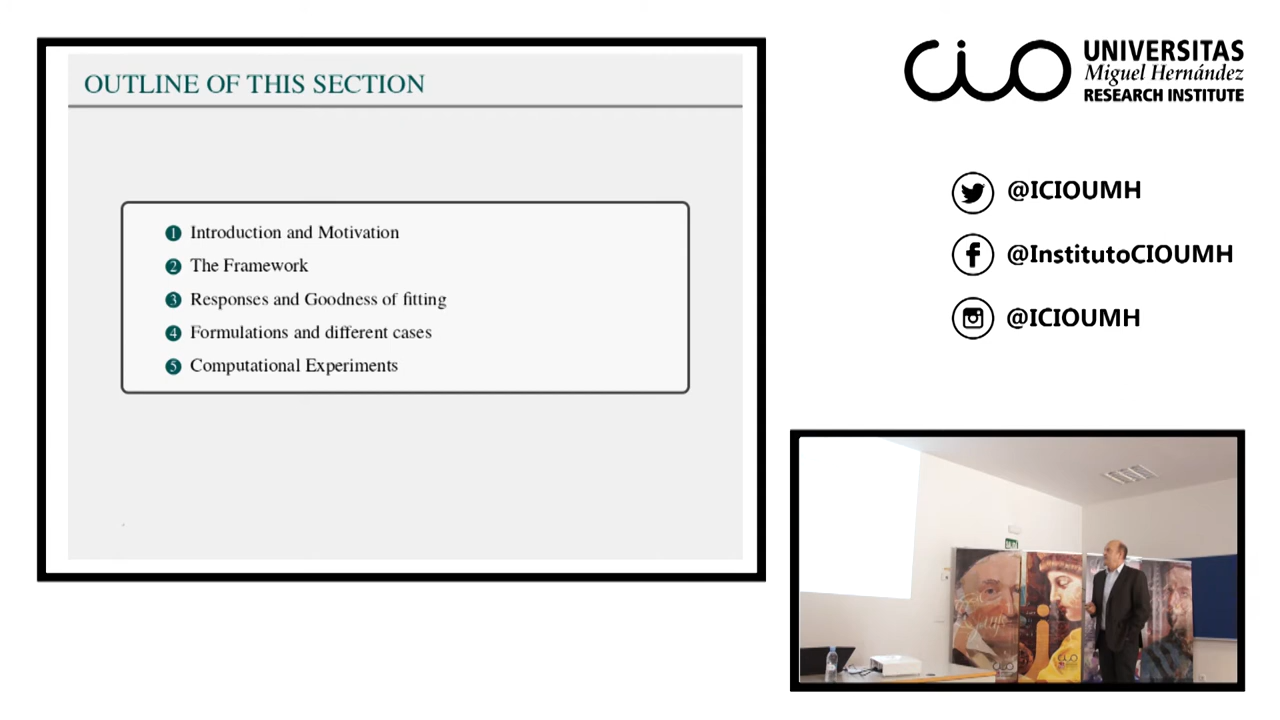 OUTLINE OF THIS SECTION
1 Introduction and Motivation
2 The Framework
3 Responses and Goodness of fitting
4 Formulations and different cases
5 Computational Experiments
CIO
UNIVERSITAS
Miguel Hernández
RESEARCH INSTITUTE
@ICIOUMH
@InstitutoCIOUMH
@ICIOUMH